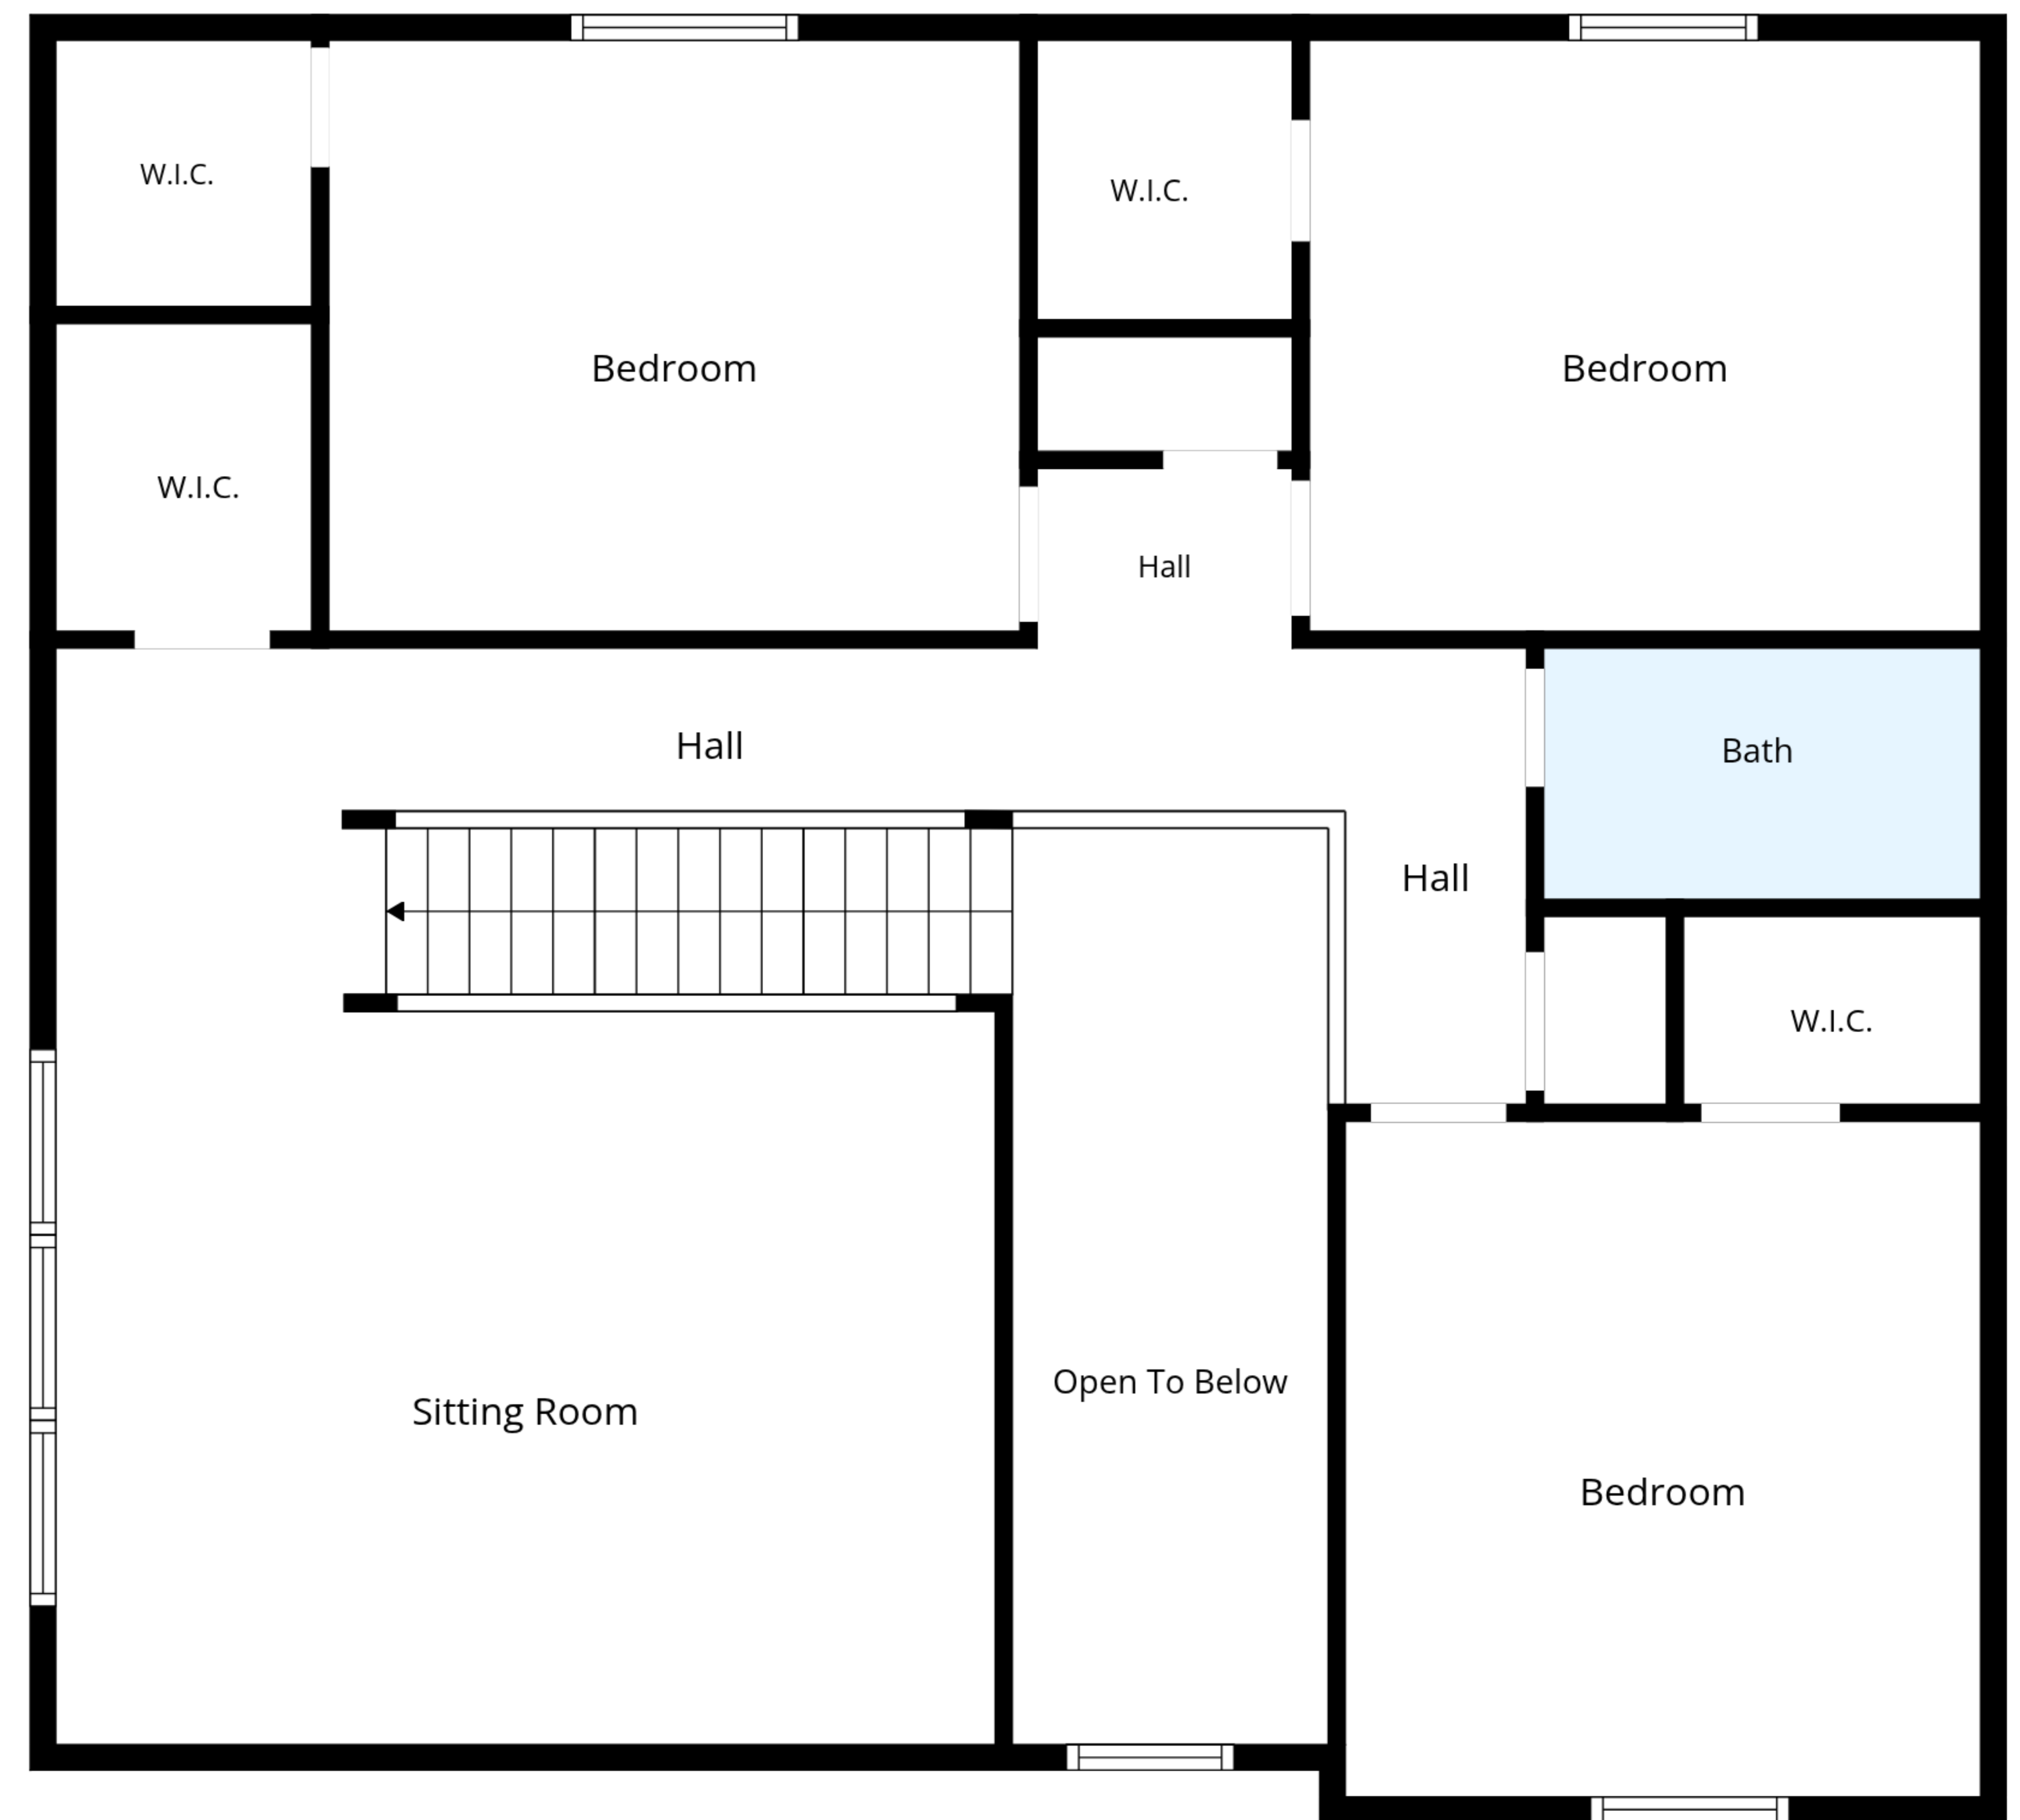 W.I.C.
W.I.C.
Bedroom
Bedroom
W.I.C.
Hall
Hall
Bath
Hall
W.I.C.
Open To Below
Sitting Room
Bedroom